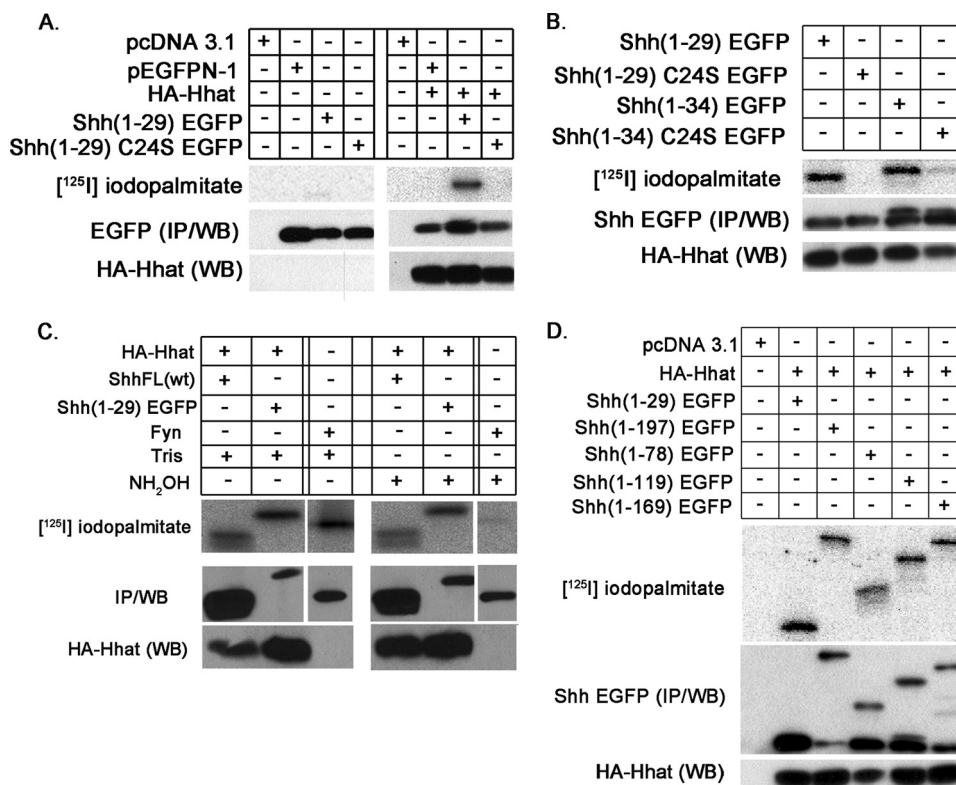 A.
pcDNA 3.1 + - - - + - - -
pEGFPN-1 - + - - - + - -
HA-Hhat - - - - - + + +
Shh(1-29) EGFP - - + - - - + -
Shh(1-29) C24S EGFP - - - + - - - +
[125I] iodopalmitate
EGFP (IP/WB)
HA-Hhat (WB)
B.
Shh(1-29) EGFP + - - -
Shh(1-29) C24S EGFP - + - -
Shh(1-34) EGFP - - + -
Shh(1-34) C24S EGFP - - - +
[125I] iodopalmitate
Shh EGFP (IP/WB)
HA-Hhat (WB)
C.
HA-Hhat + + - + + -
ShhFL(wt) + - - + - -
Shh(1-29) EGFP - + - - + -
Fyn - - + - - +
Tris + + + - - -
NH2OH - - - + + +
[125I] iodopalmitate
IP/WB
HA-Hhat (WB)
D.
pcDNA 3.1 + - - - - -
HA-Hhat - + + + + +
Shh(1-29) EGFP - + - - - -
Shh(1-197) EGFP - - + - - -
Shh(1-78) EGFP - - - + - -
Shh(1-119) EGFP - - - - + -
Shh(1-169) EGFP - - - - - +
[125I] iodopalmitate
Shh EGFP (IP/WB)
HA-Hhat (WB)